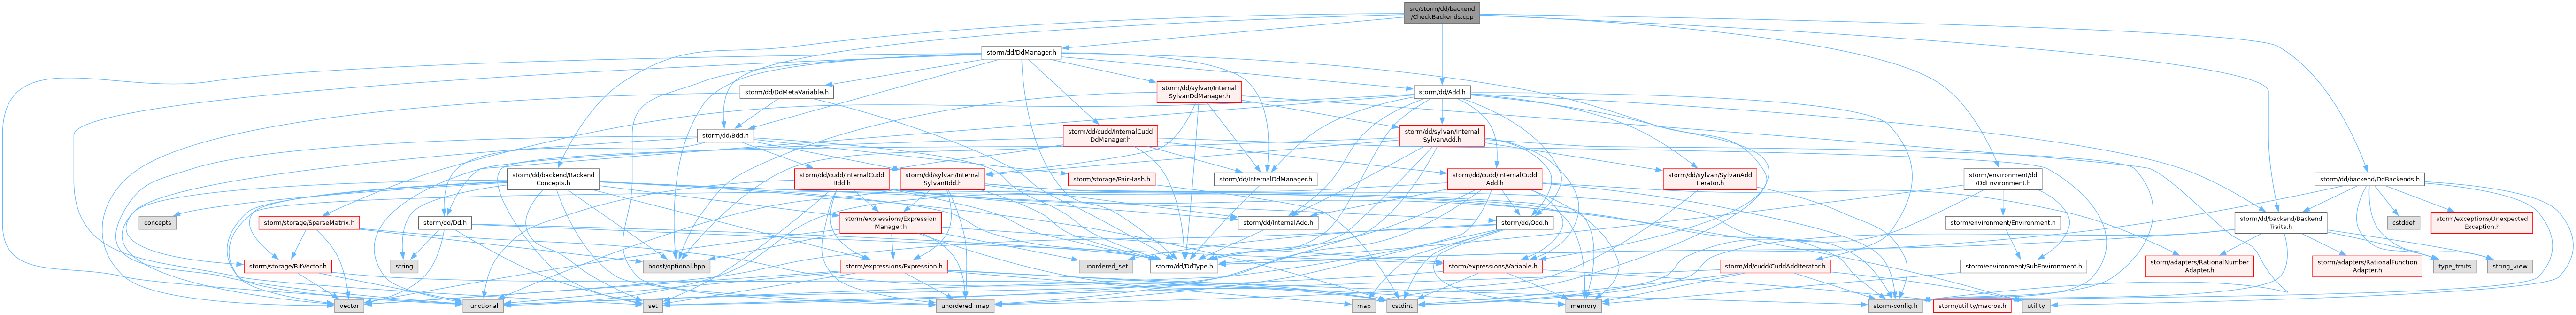 src/storm/dd/backend
/CheckBackends.cpp
storm/dd/DdManager.h
storm/dd/DdMetaVariable.h
storm/dd/sylvan/Internal
SylvanDdManager.h
storm/dd/Add.h
storm/dd/Bdd.h
storm/dd/cudd/InternalCudd
DdManager.h
storm/dd/sylvan/Internal
SylvanAdd.h
storm/dd/backend/Backend
Concepts.h
storm/dd/cudd/InternalCudd
Bdd.h
storm/dd/sylvan/Internal
SylvanBdd.h
storm/storage/PairHash.h
storm/dd/InternalDdManager.h
storm/dd/cudd/InternalCudd
Add.h
storm/dd/sylvan/SylvanAdd
Iterator.h
storm/environment/dd
/DdEnvironment.h
storm/dd/backend/DdBackends.h
concepts
storm/storage/SparseMatrix.h
storm/dd/Dd.h
storm/expressions/Expression
Manager.h
storm/dd/InternalAdd.h
storm/dd/Odd.h
storm/environment/Environment.h
storm/dd/backend/Backend
Traits.h
cstddef
storm/exceptions/Unexpected
Exception.h
storm/storage/BitVector.h
string
boost/optional.hpp
storm/expressions/Expression.h
unordered_set
storm/dd/DdType.h
storm/expressions/Variable.h
storm/dd/cudd/CuddAddIterator.h
storm/environment/SubEnvironment.h
storm/adapters/RationalNumber
Adapter.h
storm/adapters/RationalFunction
Adapter.h
type_traits
string_view
vector
functional
set
unordered_map
map
cstdint
memory
storm-config.h
storm/utility/macros.h
utility